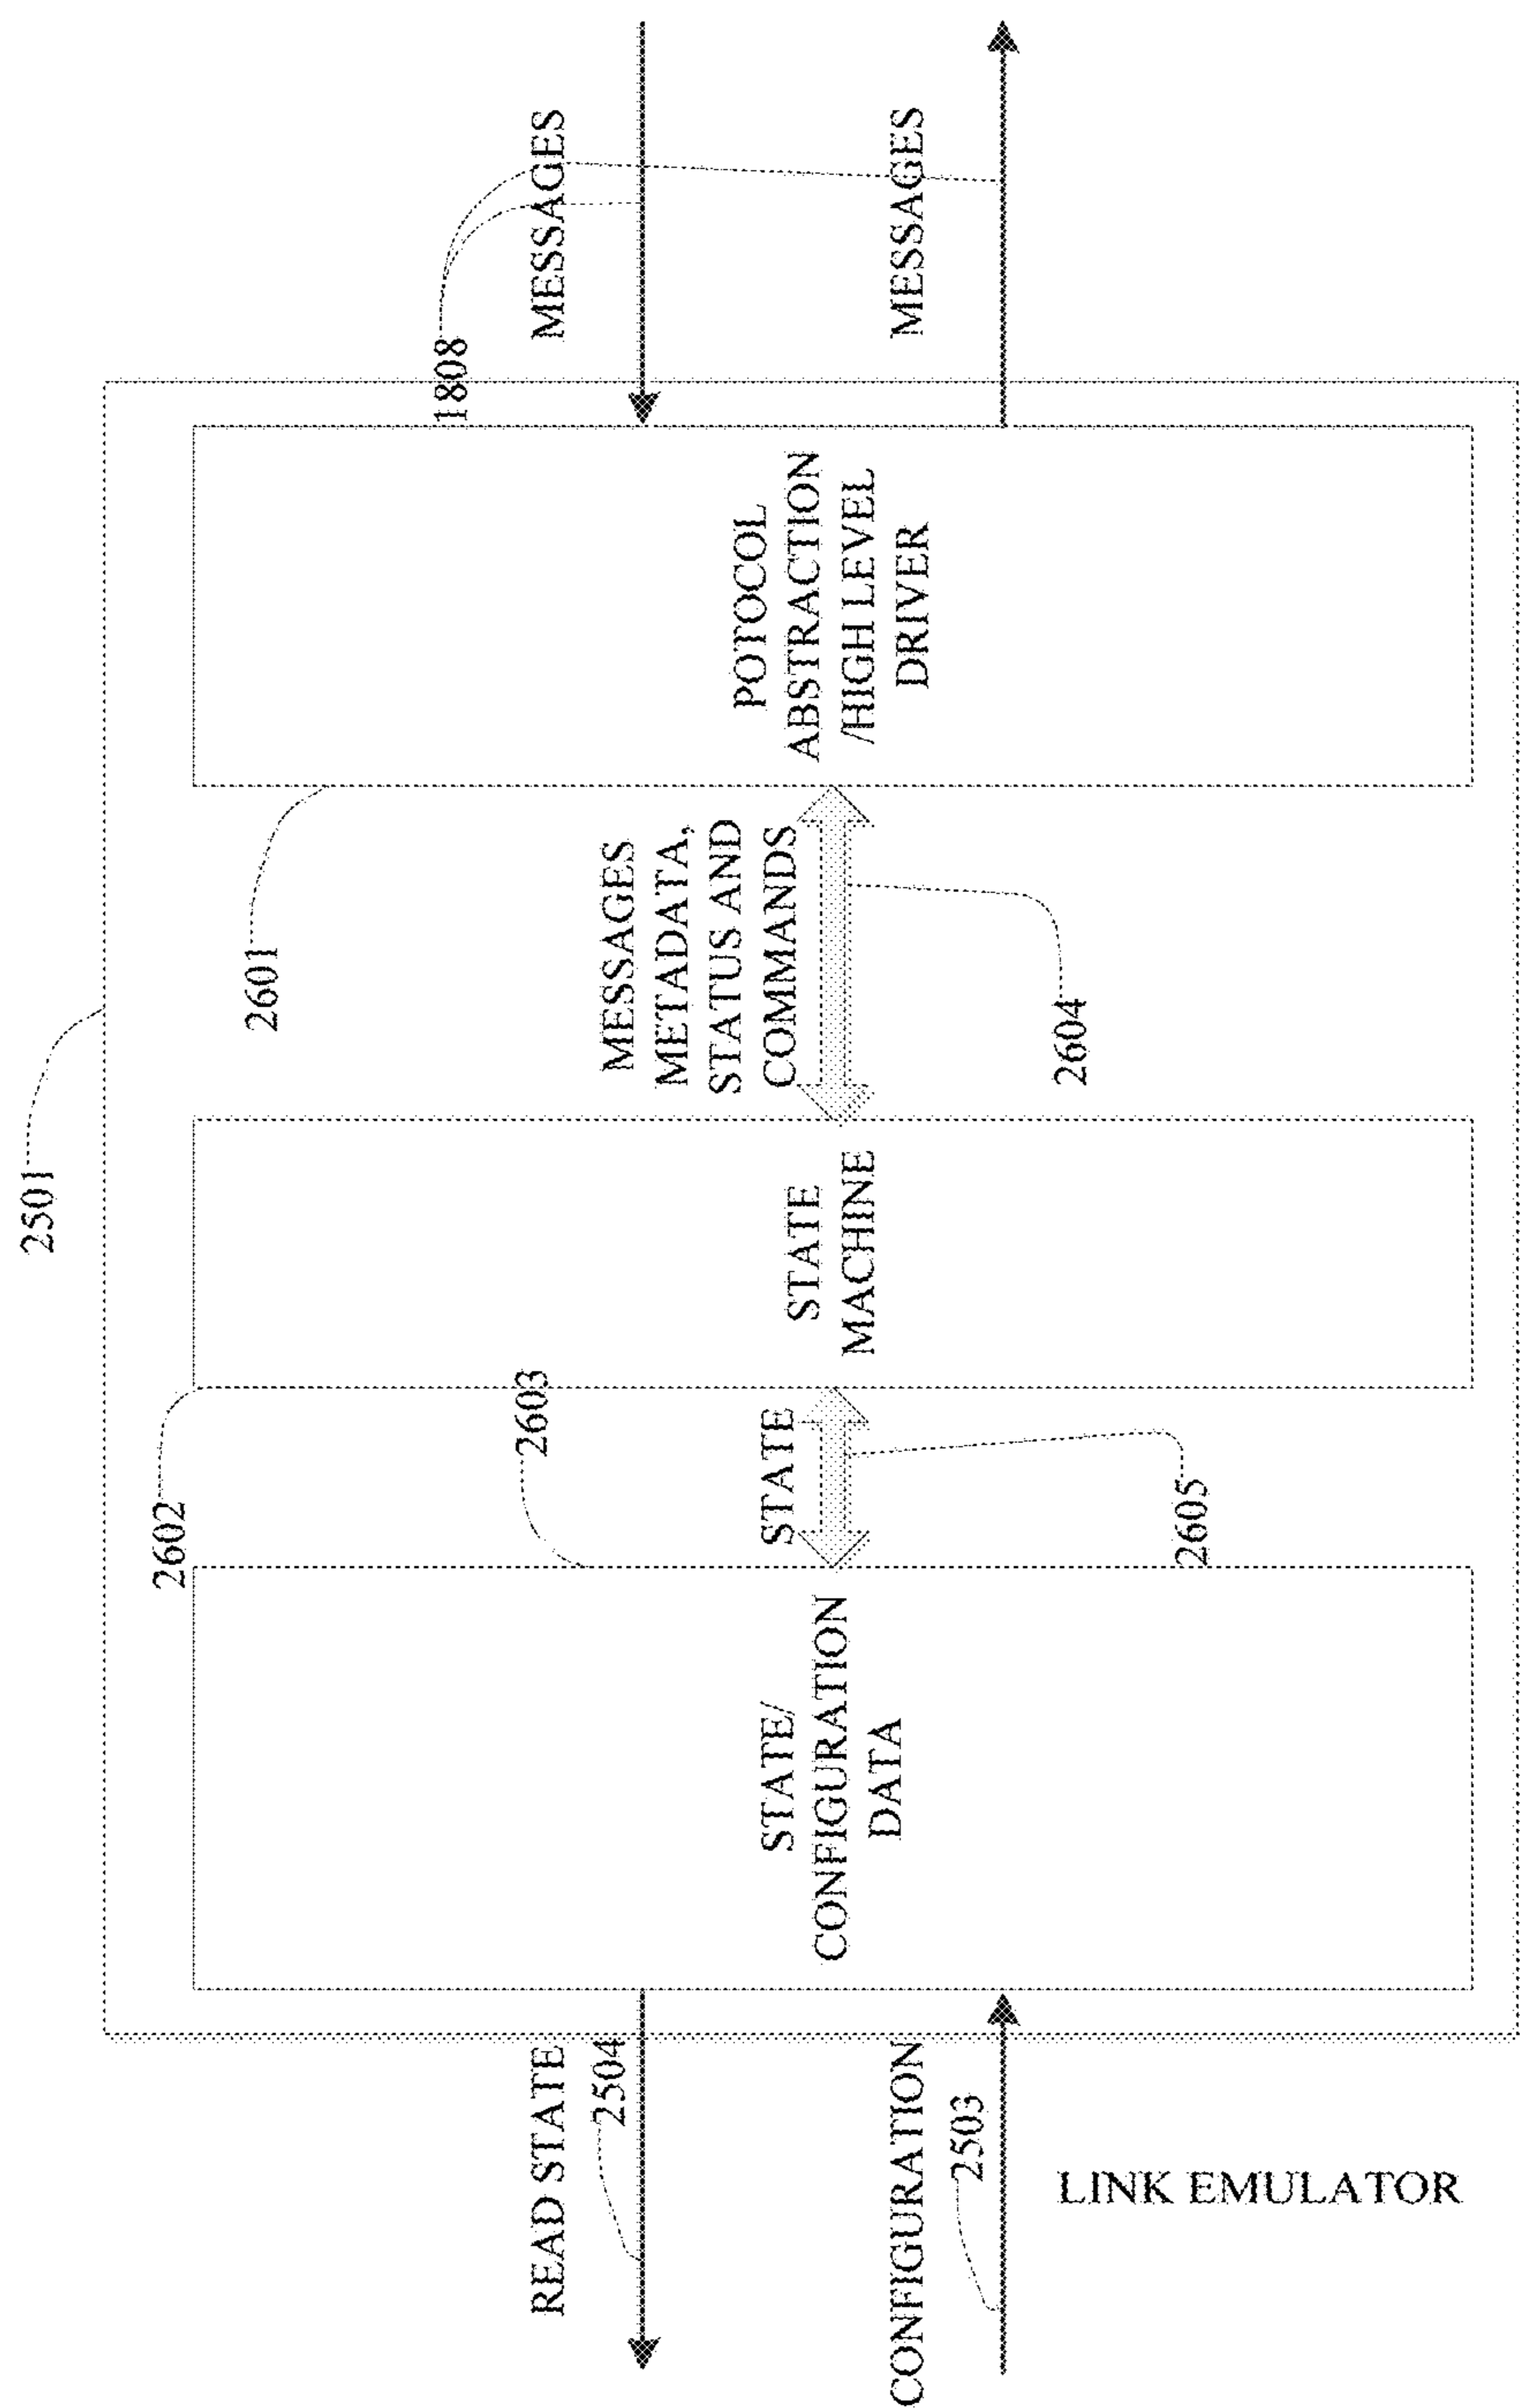 2501
2602
2601
2603
1808
READ STATE
2504
STATE/
CONFIGURATION
DATA
STATE
2605
STATE
MACHINE
MESSAGES
METADATA,
STATUS AND
COMMANDS
2604
POTOCOL
ABSTRACTION
/HIGH LEVEL
DRIVER
MESSAGES
MESSAGES
CONFIGURATION
2503
LINK EMULATOR